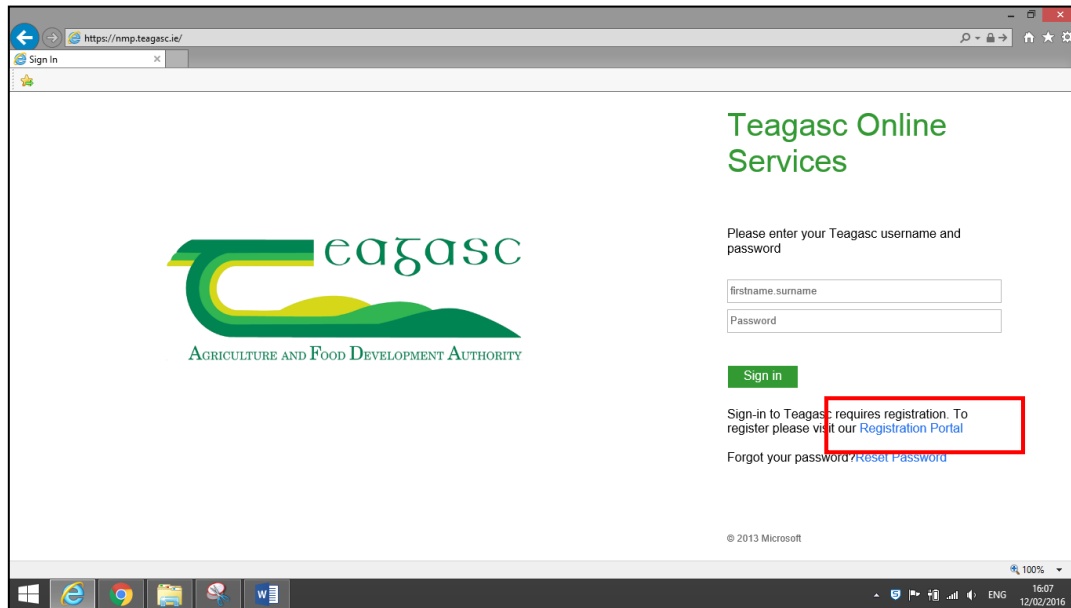 https://nmp.teagasc.ie/
Sign In
Teagasc Online
Services
eagasc
AGRICULTURE AND FOOD DEVELOPMENT AUTHORITY
Please enter your Teagasc username and
password
firstname.surname
Password
Sign in
Sign-in to Teagasc requires registration. To
register please visit our Registration Portal
Forgot your password?Reset Password
© 2013 Microsoft
100%
ENG
16:07
12/02/2016